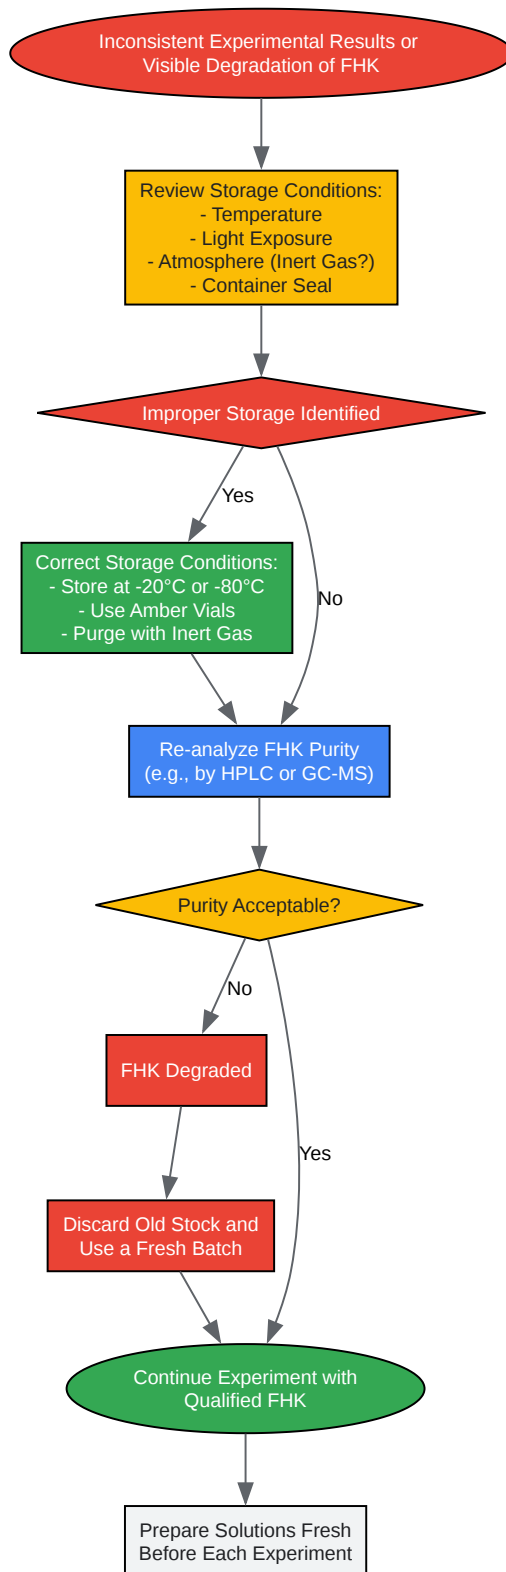 Inconsistent Experimental Results or
Visible Degradation of FHK
Review Storage Conditions:
- Temperature
- Light Exposure
- Atmosphere (Inert Gas?)
- Container Seal
Improper Storage Identified
Yes
Correct Storage Conditions:
- Store at -20°C or -80°C
- Use Amber Vials
- Purge with Inert Gas
No
Re-analyze FHK Purity
(e.g., by HPLC or GC-MS)
Purity Acceptable?
No
FHK Degraded
Yes
Discard Old Stock and
Use a Fresh Batch
Continue Experiment with
Qualified FHK
Prepare Solutions Fresh
Before Each Experiment